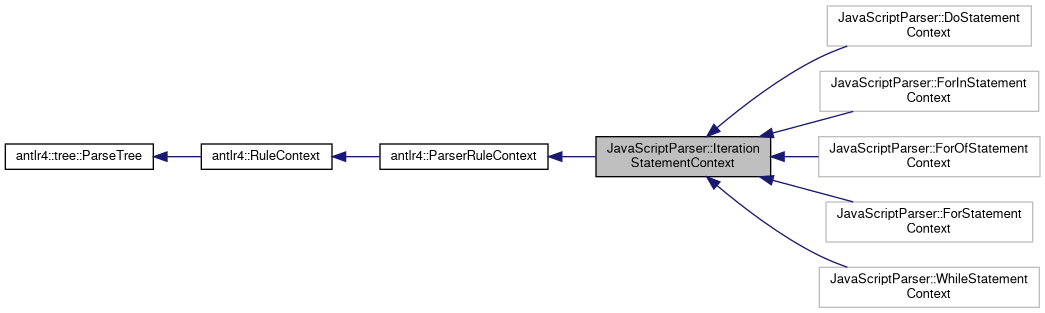 JavaScriptParser::DoStatement
Context
JavaScriptParser::ForInStatement
Context
antlr4::tree::ParseTree
antlr4::RuleContext
antlr4::ParserRuleContext
JavaScriptParser::Iteration
StatementContext
JavaScriptParser::ForOfStatement
Context
JavaScriptParser::ForStatement
Context
JavaScriptParser::WhileStatement
Context